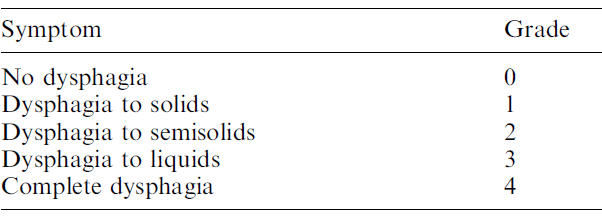 Symptom Grade
No dysphagia 0
Dysphagia to solids 1
Dysphagia to semisolids 2
Dysphagia to liquids 3
Complete dysphagia 4